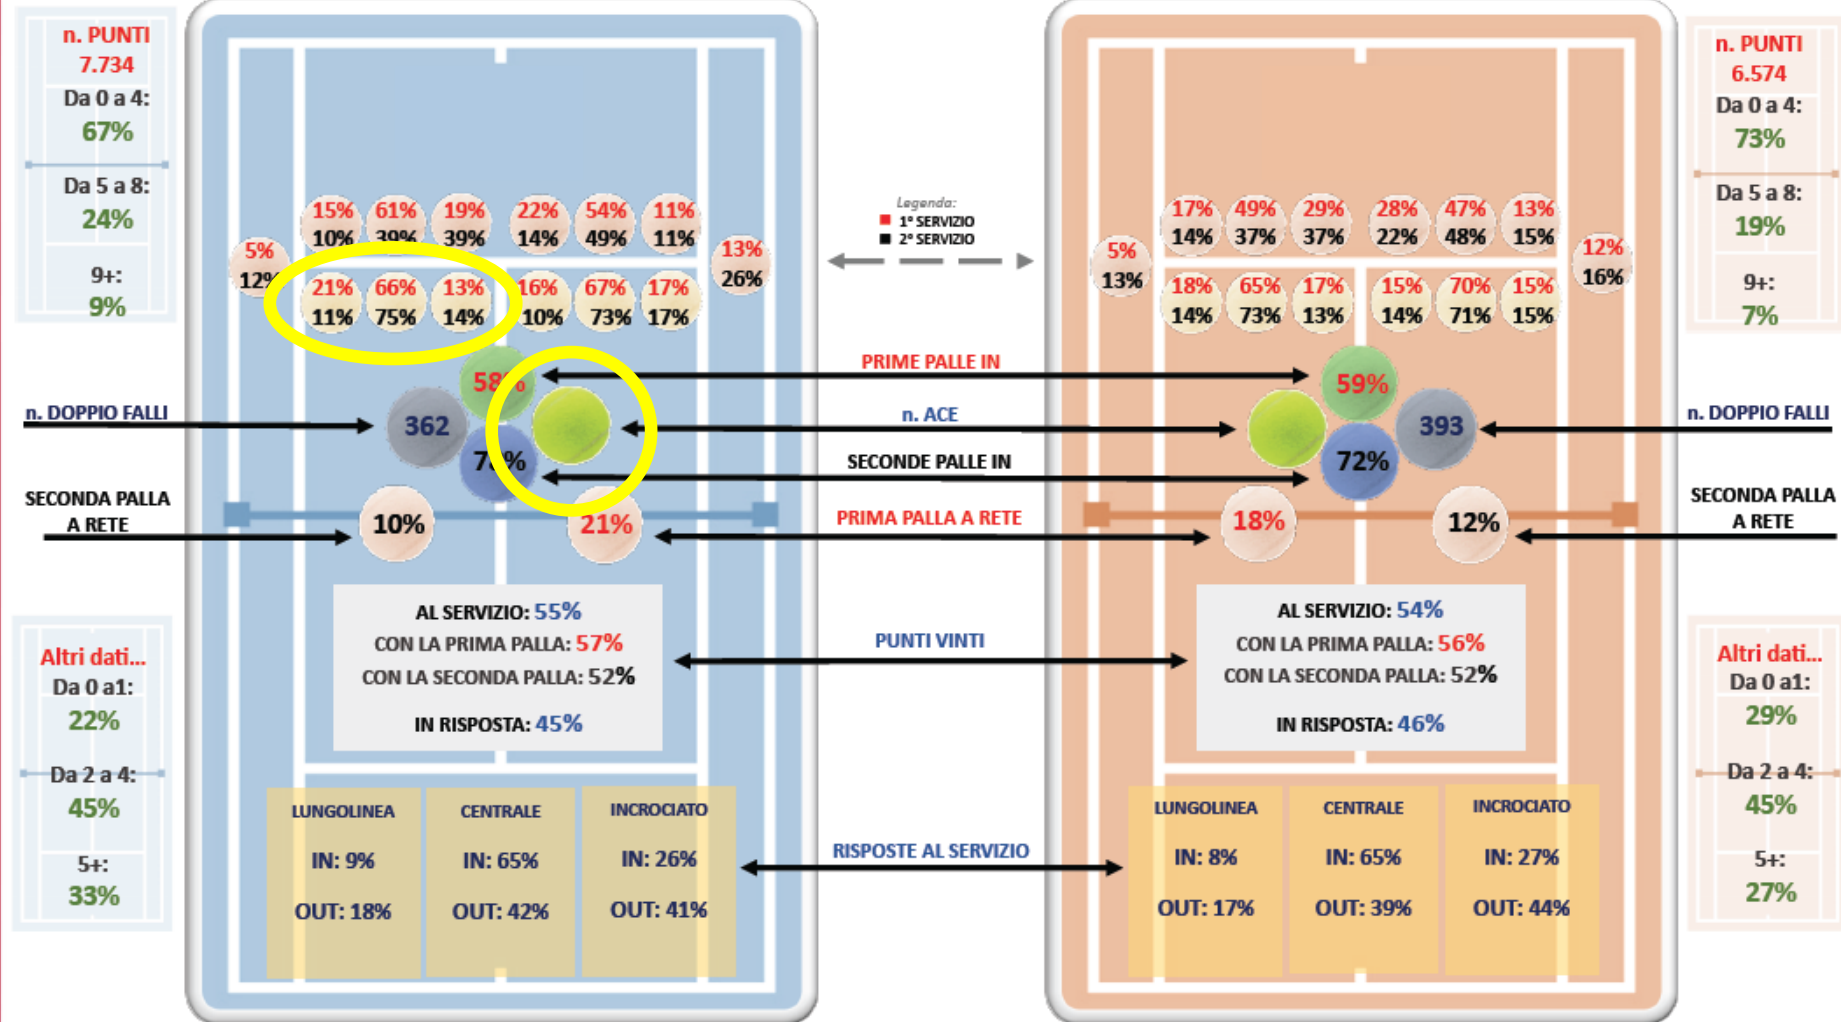 n. PUNTI
7.734
Da 0 a 4:
67%
Da 5 a 8:
24%
9+:
9%
n. DOPPIO FALLI
SECONDA PALLA
A RETE
Altri dati...
Da 0 a1:
22%
Da 2 a 4:
45%
5+:
33%
15% 61% 19% 22% 54% 11%
10% 39% 39% 14% 49% 11%
5% 13%
12% 26%
21% 66% 13% 16% 67% 17%
11% 75% 14% 10% 73% 17%
58%
362
10% 21%
AL SERVIZIO: 55%
CON LA PRIMA PALLA: 57%
CON LA SECONDA PALLA: 52%
IN RISPOSTA: 45%
LUNGOLINEA CENTRALE INCROCIATO
IN: 9% IN: 65% IN: 26%
OUT: 18% OUT: 42% OUT: 41%
Legenda:
1° SERVIZIO
2° SERVIZIO
PRIME PALLE IN
n. ACE
SECONDE PALLE IN
PRIMA PALLA A RETE
PUNTI VINTI
RISPOSTE AL SERVIZIO
17% 49% 29% 28% 47% 13%
14% 37% 37% 22% 48% 15%
5% 12%
13% 16%
18% 65% 17% 15% 70% 15%
14% 73% 13% 14% 71% 15%
59%
393
72%
18% 12%
AL SERVIZIO: 54%
CON LA PRIMA PALLA: 56%
CON LA SECONDA PALLA: 52%
IN RISPOSTA: 46%
LUNGOLINEA CENTRALE INCROCIATO
IN: 8% IN: 65% IN: 27%
OUT: 17% OUT: 39% OUT: 44%
n. PUNTI
6.574
Da 0 a 4:
73%
Da 5 a 8:
19%
9+:
7%
n. DOPPIO FALLI
SECONDA PALLA
A RETE
Altri dati...
Da 0 a1:
29%
Da 2 a 4:
45%
5+:
27%